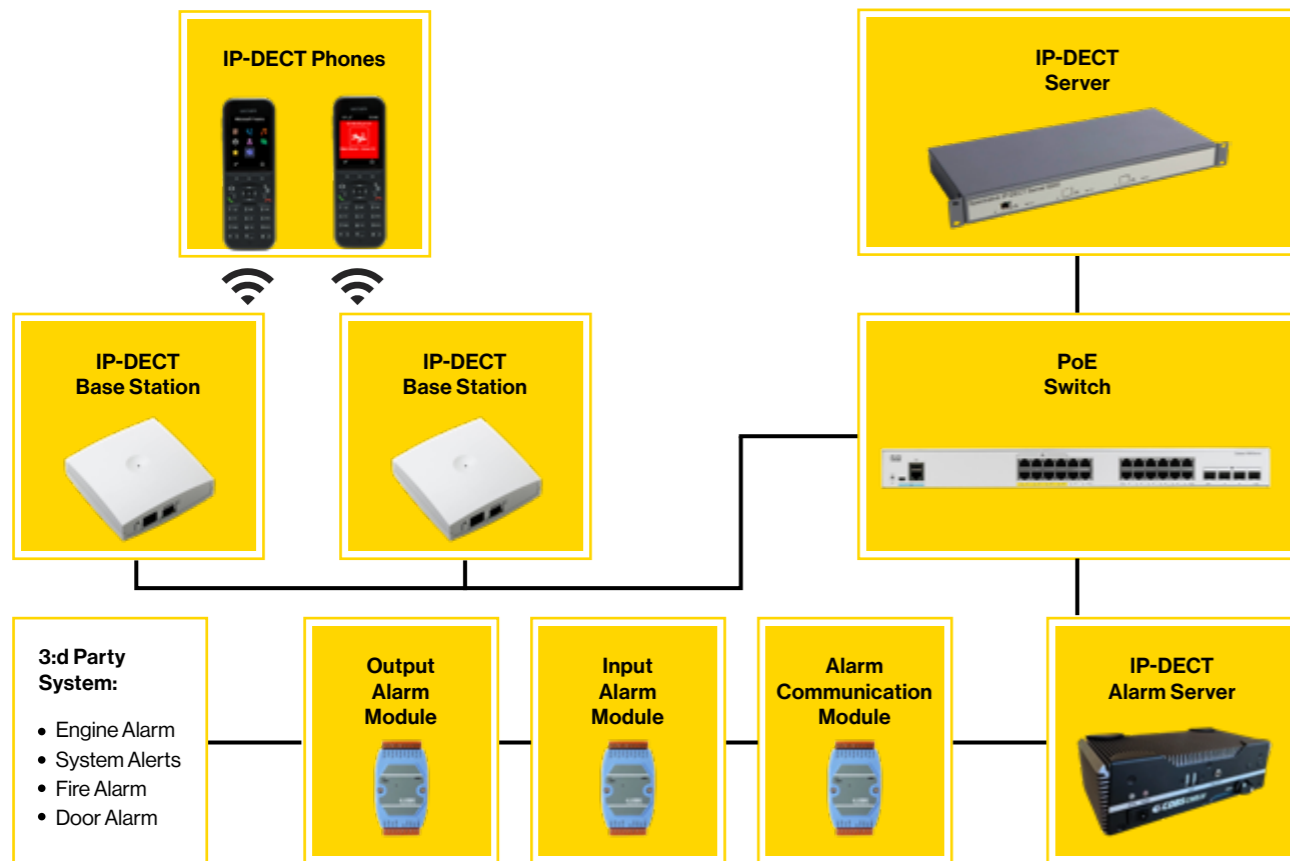 IP-DECT Phones
IP-DECT
Server
IP-DECT
Base Station
IP-DECT
Base Station
PoE
Switch
3:d Party
System:
• Engine Alarm
• System Alerts
• Fire Alarm
• Door Alarm
Output
Alarm
Module
Input
Alarm
Module
Alarm
Communication
Module
IP-DECT
Alarm Server